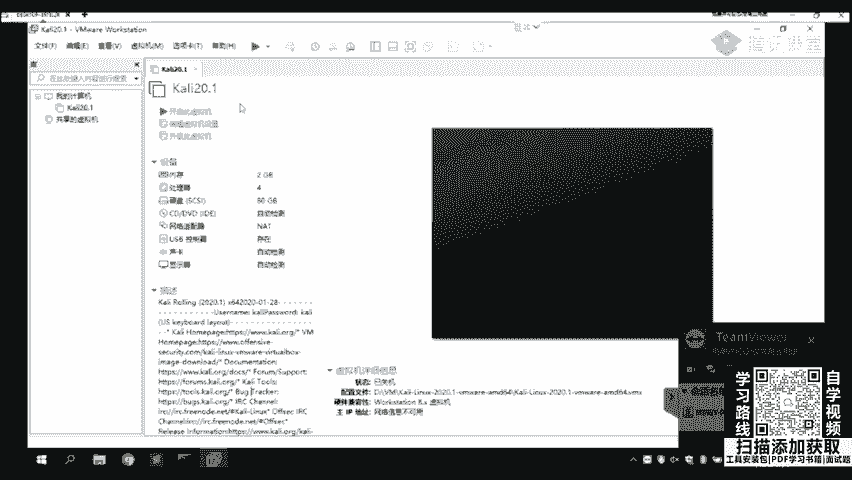 Kali20.1 - VMware Workstation
文件(F) 编辑(E) 查看(V) 虚拟机(M) 选项卡(T) 帮助(H)
库
在此处键入内容进行搜索
我的计算机
Kali20.1
共享的虚拟机
Kali20.1
Kali20.1
开启此虚拟机
编辑虚拟机设置
升级此虚拟机
设备
内存 2 GB
处理器 4
硬盘 (SCSI) 80 GB
CD/DVD (IDE) 自动检测
网络适配器 NAT
USB 控制器 存在
声卡 自动检测
显示器 自动检测
描述
Kali Rolling (2020.1) x642020-01-28- - - - - - -
- - - - - - - - - - -Username: kaliPassword: kali
(US keyboard layout)- - - - - - - - - - - - - - -
- -* Kali Homepage:https://www.kali.org/* VM
Homepage:https://www.offensive-
security.com/kali-linux-vmware-virtualbox-
image-download/* Documentation:
https://www.kali.org/docs/* Forum/Support:
https://forums.kali.org/* Kali Tools:
https://tools.kali.org/* Bug Tracker:
https://bugs.kali.org/* IRC Channel:
irc://irc.freenode.net/#Kali-Linux* Offsec IRC
Channel:irc://irc.freenode.net/#Offsec*
Release Information:https://www.kali.org/kali-
虚拟机详细信息
状态: 已关机
配置文件: D:\VM\Kali-Linux-2020.1-vmware-amd64\Kali-Linux-2020.1-vmware-amd64.vmx
硬件兼容性: Workstation 8.x 虚拟机
主 IP 地址: 网络信息不可用
腾讯课堂
TeamViewer
学习路线
自学视频
扫描添加获取
工具安装包|PDF学习书籍|面试题